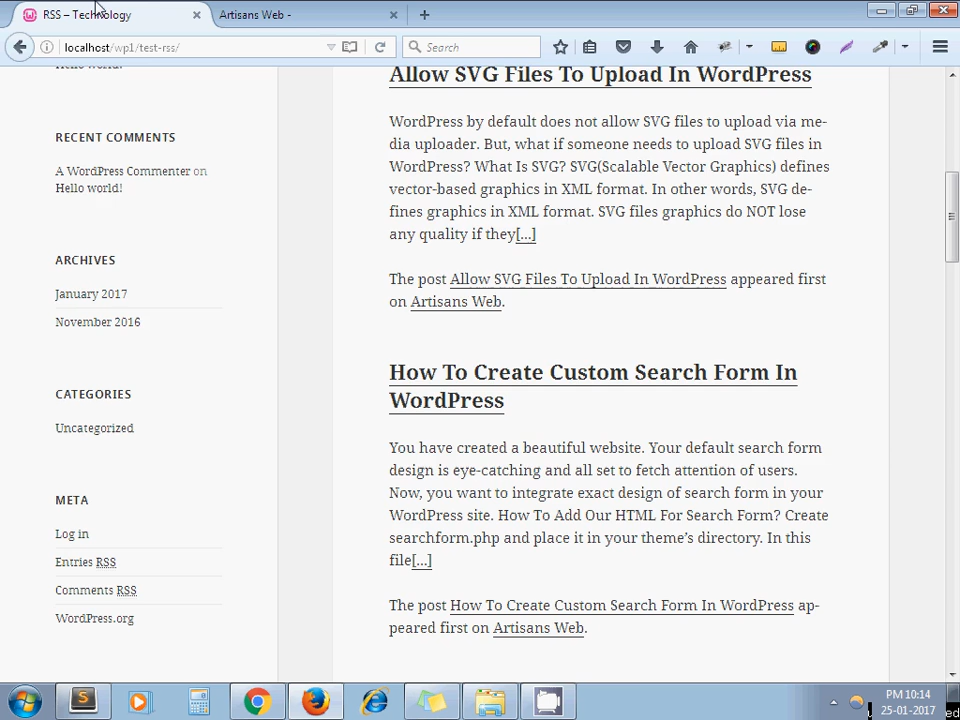 RSS – Technology
Artisans Web -
localhost/wp1/test-rss/
Search
Hello world!
RECENT COMMENTS
A WordPress Commenter on
Hello world!
ARCHIVES
January 2017
November 2016
CATEGORIES
Uncategorized
META
Log in
Entries RSS
Comments RSS
WordPress.org
Allow SVG Files To Upload In WordPress
WordPress by default does not allow SVG files to upload via me-
dia uploader. But, what if someone needs to upload SVG files in
WordPress? What Is SVG? SVG(Scalable Vector Graphics) defines
vector-based graphics in XML format. In other words, SVG de-
fines graphics in XML format. SVG files graphics do NOT lose
any quality if they[...]
The post Allow SVG Files To Upload In WordPress appeared first
on Artisans Web.
How To Create Custom Search Form In
WordPress
You have created a beautiful website. Your default search form
design is eye-catching and all set to fetch attention of users.
Now, you want to integrate exact design of search form in your
WordPress site. How To Add Our HTML For Search Form? Create
searchform.php and place it in your theme’s directory. In this
file[...]
The post How To Create Custom Search Form In WordPress ap-
peared first on Artisans Web.
PM 10:14
25-01-2017